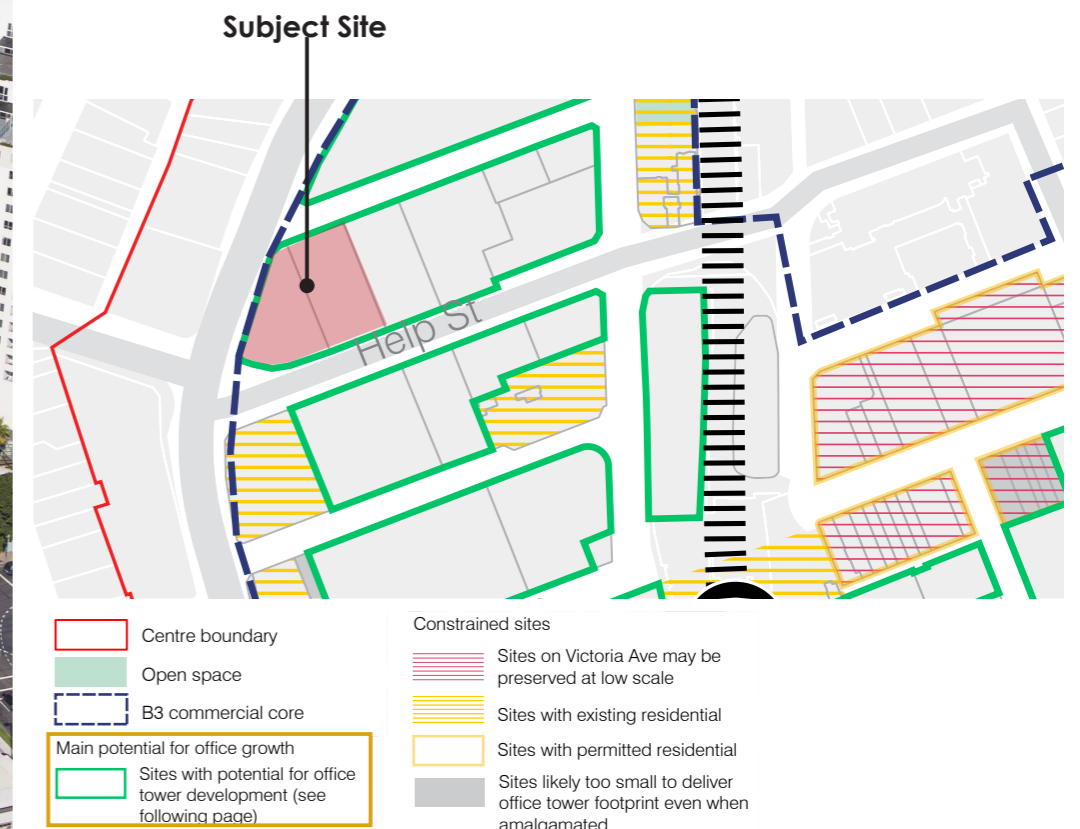 Subject Site
Help St
Centre boundary
Open space
B3 commercial core
Main potential for office growth
Sites with potential for office
tower development (see
following page)
Constrained sites
Sites on Victoria Ave may be
preserved at low scale
Sites with existing residential
Sites with permitted residential
Sites likely too small to deliver
office tower footprint even when
amalgamated